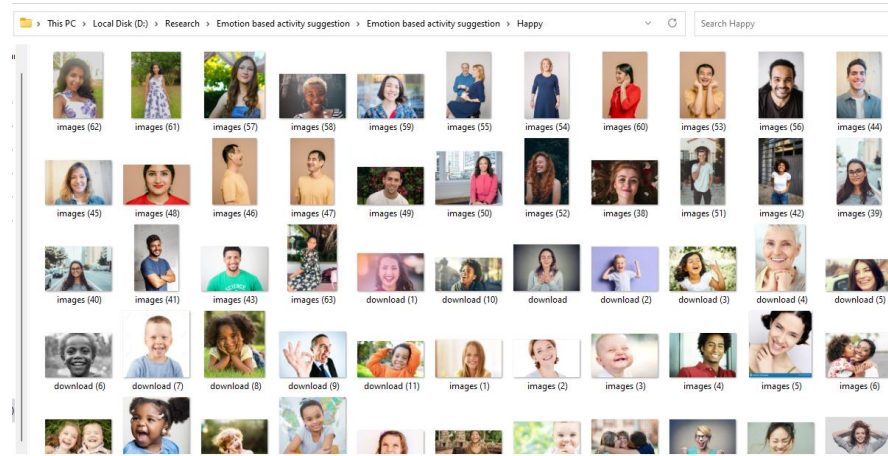 This PC > Local Disk (D:) > Research > Emotion based activity suggestion > Emotion based activity suggestion > Happy
Search Happy
images (62) images (61) images (57) images (58) images (59) images (55) images (54) images (60) images (53) images (56) images (44)
images (45) images (48) images (46) images (47) images (49) images (50) images (52) images (38) images (51) images (42) images (39)
SCIENCE
images (40) images (41) images (43) images (63) download (1) download (10) download download (2) download (3) download (4) download (5)
download (6) download (7) download (8) download (9) download (11) images (1) images (2) images (3) images (4) images (5) images (6)